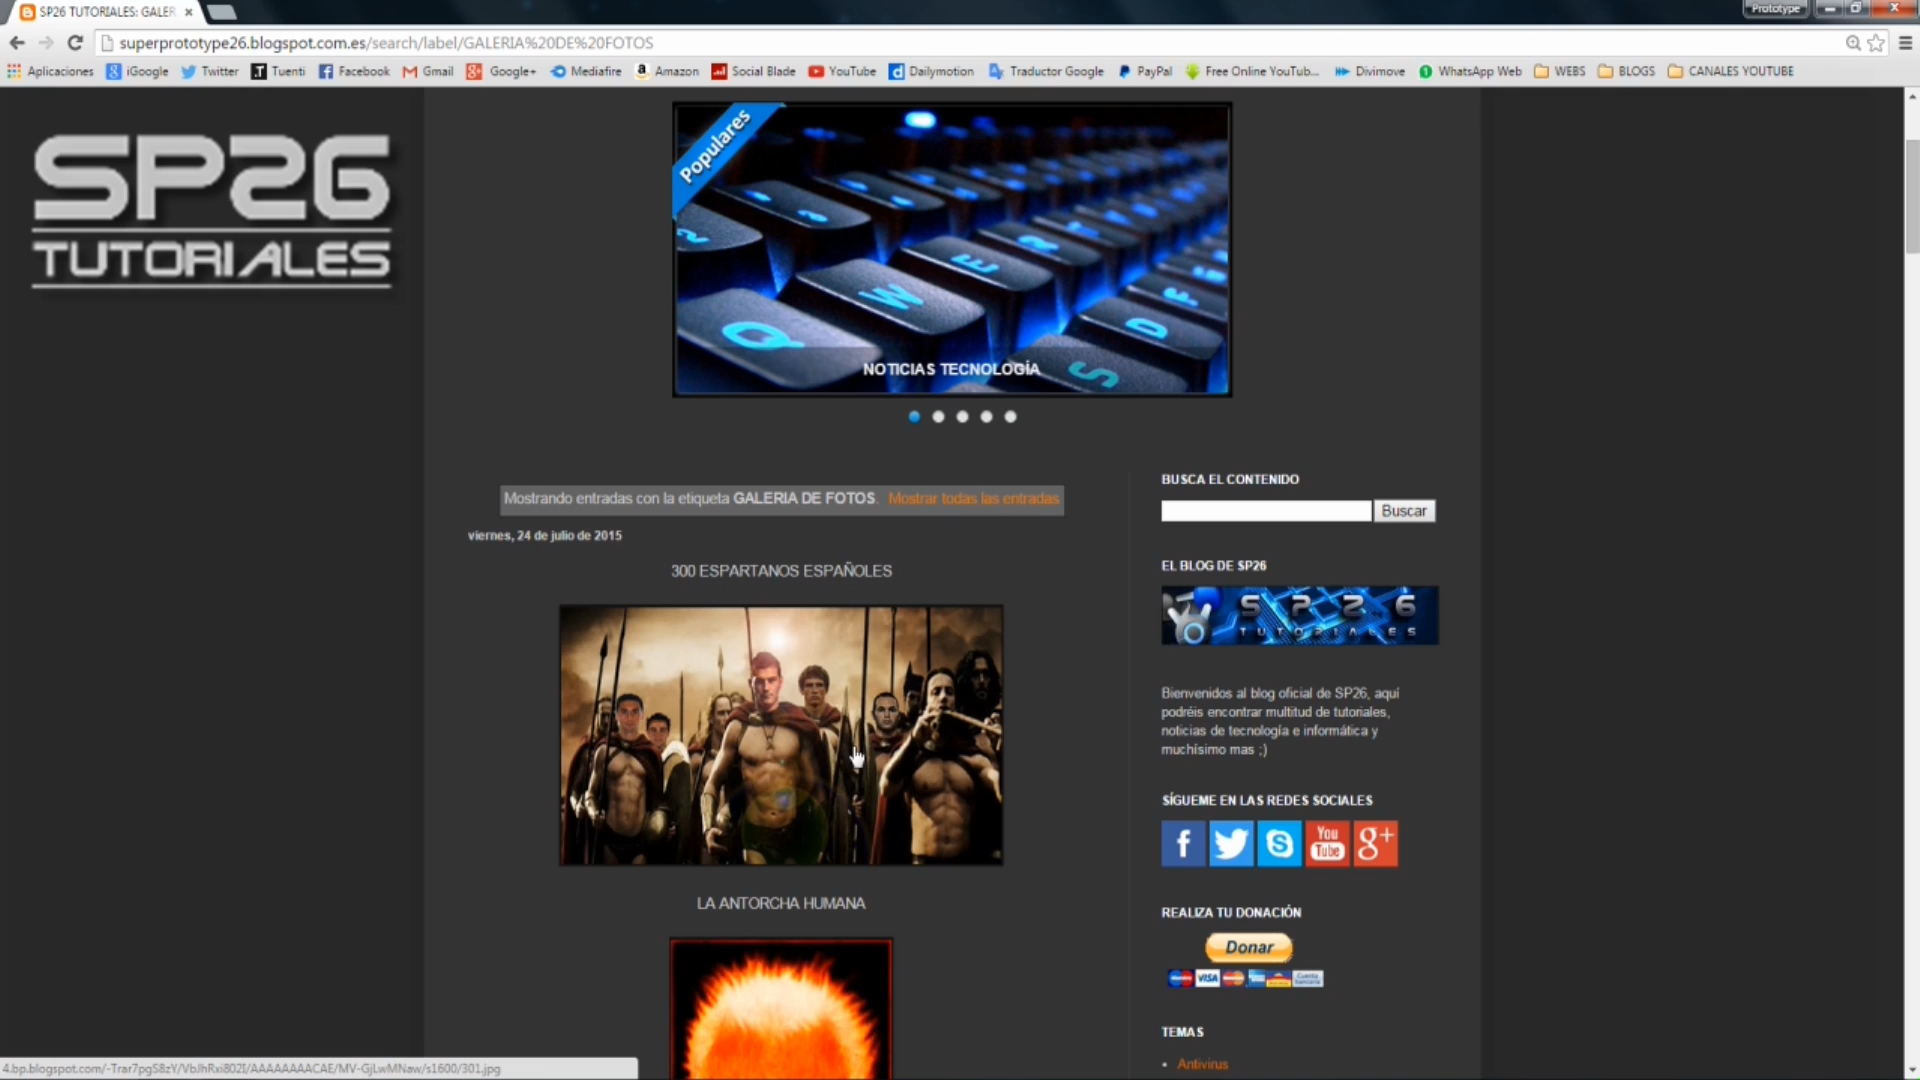 SP26 TUTORIALES: GALER
Prototype
superprototype26.blogspot.com.es/search/label/GALERIA%20DE%20FOTOS
Aplicaciones iGoogle Twitter Tuenti Facebook Gmail Google+ Mediafire Amazon Social Blade YouTube Dailymotion Traductor Google PayPal Free Online YouTub... Divimove WhatsApp Web WEBS BLOGS CANALES YOUTUBE
SP26
TUTORIALES
Populares
2 W E R Q S D F
NOTICIAS TECNOLOGÍA
Mostrando entradas con la etiqueta GALERIA DE FOTOS. Mostrar todas las entradas
viernes, 24 de julio de 2015
300 ESPARTANOS ESPAÑOLES
LA ANTORCHA HUMANA
BUSCA EL CONTENIDO
Buscar
EL BLOG DE SP26
SP26
TUTORIALES
Bienvenidos al blog oficial de SP26, aquí
podréis encontrar multitud de tutoriales,
noticias de tecnología e informática y
muchísimo mas ;)
SÍGUEME EN LAS REDES SOCIALES
f S You Tube g+
REALIZA TU DONACIÓN
Donar
VISA
TEMAS
• Antivirus
4.bp.blogspot.com/-Trar7pgS8zY/VbJhRxi802I/AAAAAAAACAE/MV-GjLwMNaw/s1600/301.jpg